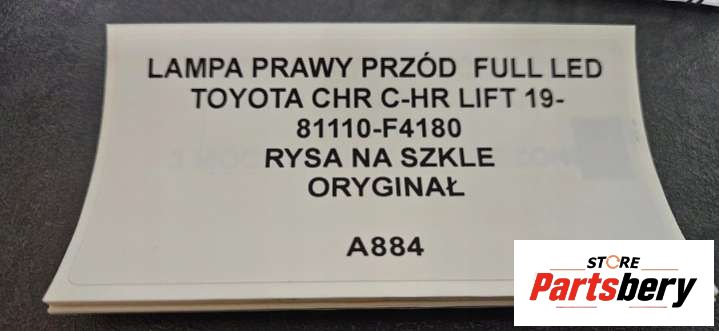 LAMPA PRAWY PRZÓD FULL LED
TOYOTA CHR C-HR LIFT 19-
81110-F4180
RYSA NA SZKLE
ORYGINAŁ
A884
STORE
Partsbery